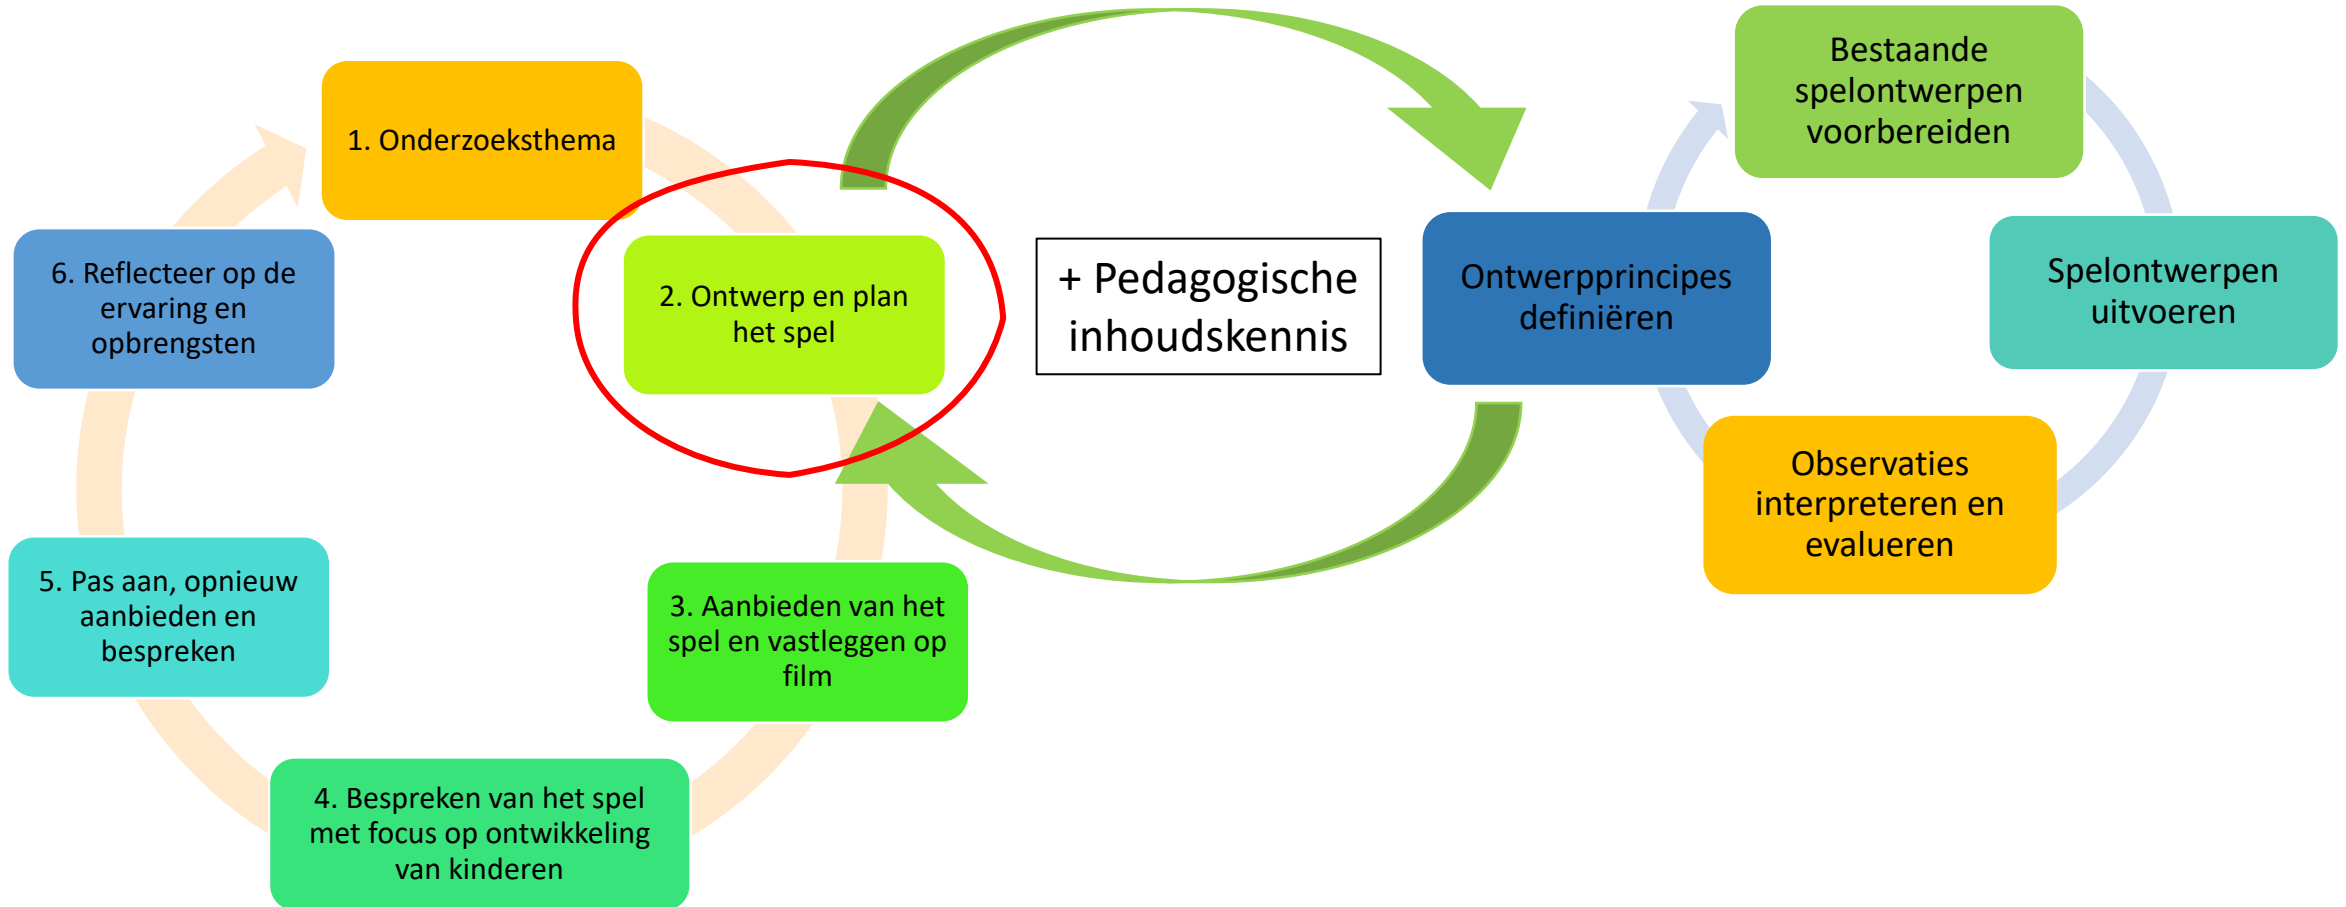 1. Onderzoeksthema
2. Ontwerp en plan
het spel
3. Aanbieden van het
spel en vastleggen op
film
4. Bespreken van het spel
met focus op ontwikkeling
van kinderen
5. Pas aan, opnieuw
aanbieden en
bespreken
6. Reflecteer op de
ervaring en
opbrengsten
+ Pedagogische
inhoudskennis
Bestaande
spelontwerpen
voorbereiden
Spelontwerpen
uitvoeren
Observaties
interpreteren en
evalueren
Ontwerpprincipes
definiëren